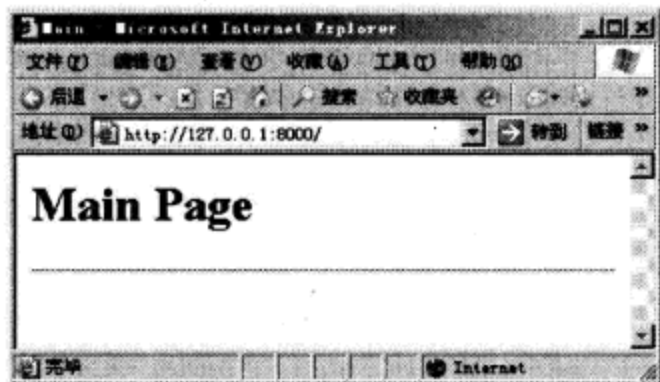 Main - Microsoft Internet Explorer
文件(F) 编辑(E) 查看(V) 收藏(A) 工具(T) 帮助(H)
后退 搜索 收藏夹 »
地址(D) http://127.0.0.1:8000/ 转到 链接 »
Main Page
完毕 Internet